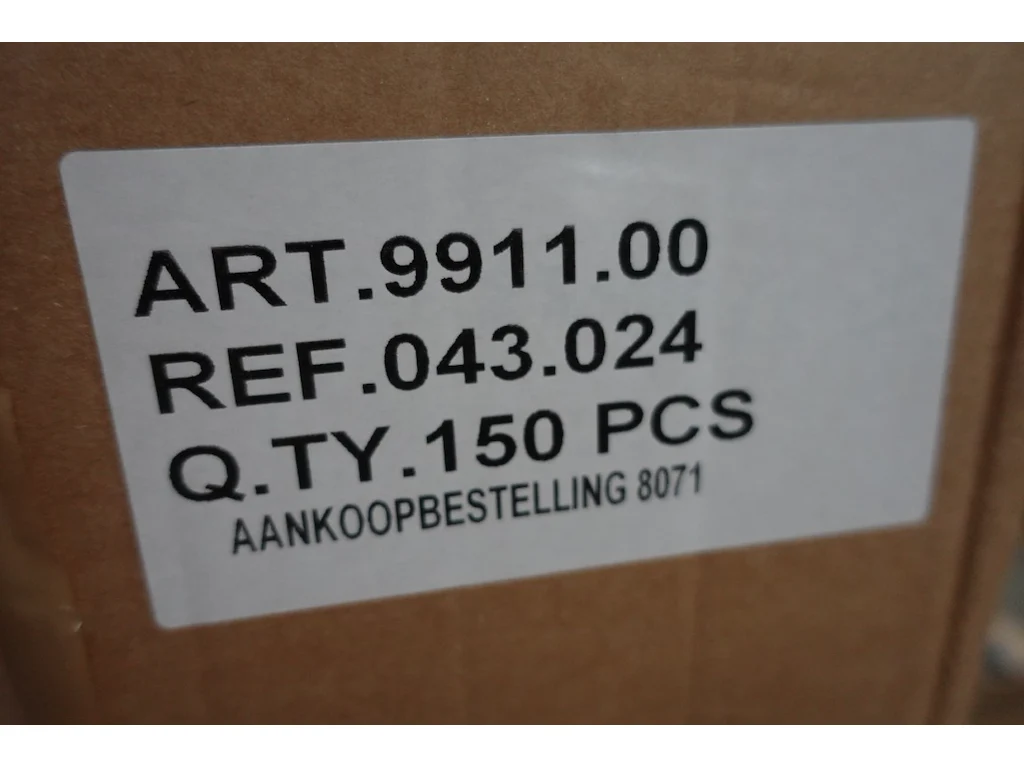 ART.9911.00
REF.043.024
Q.TY.150 PCS
AANKOOPBESTELLING 8071